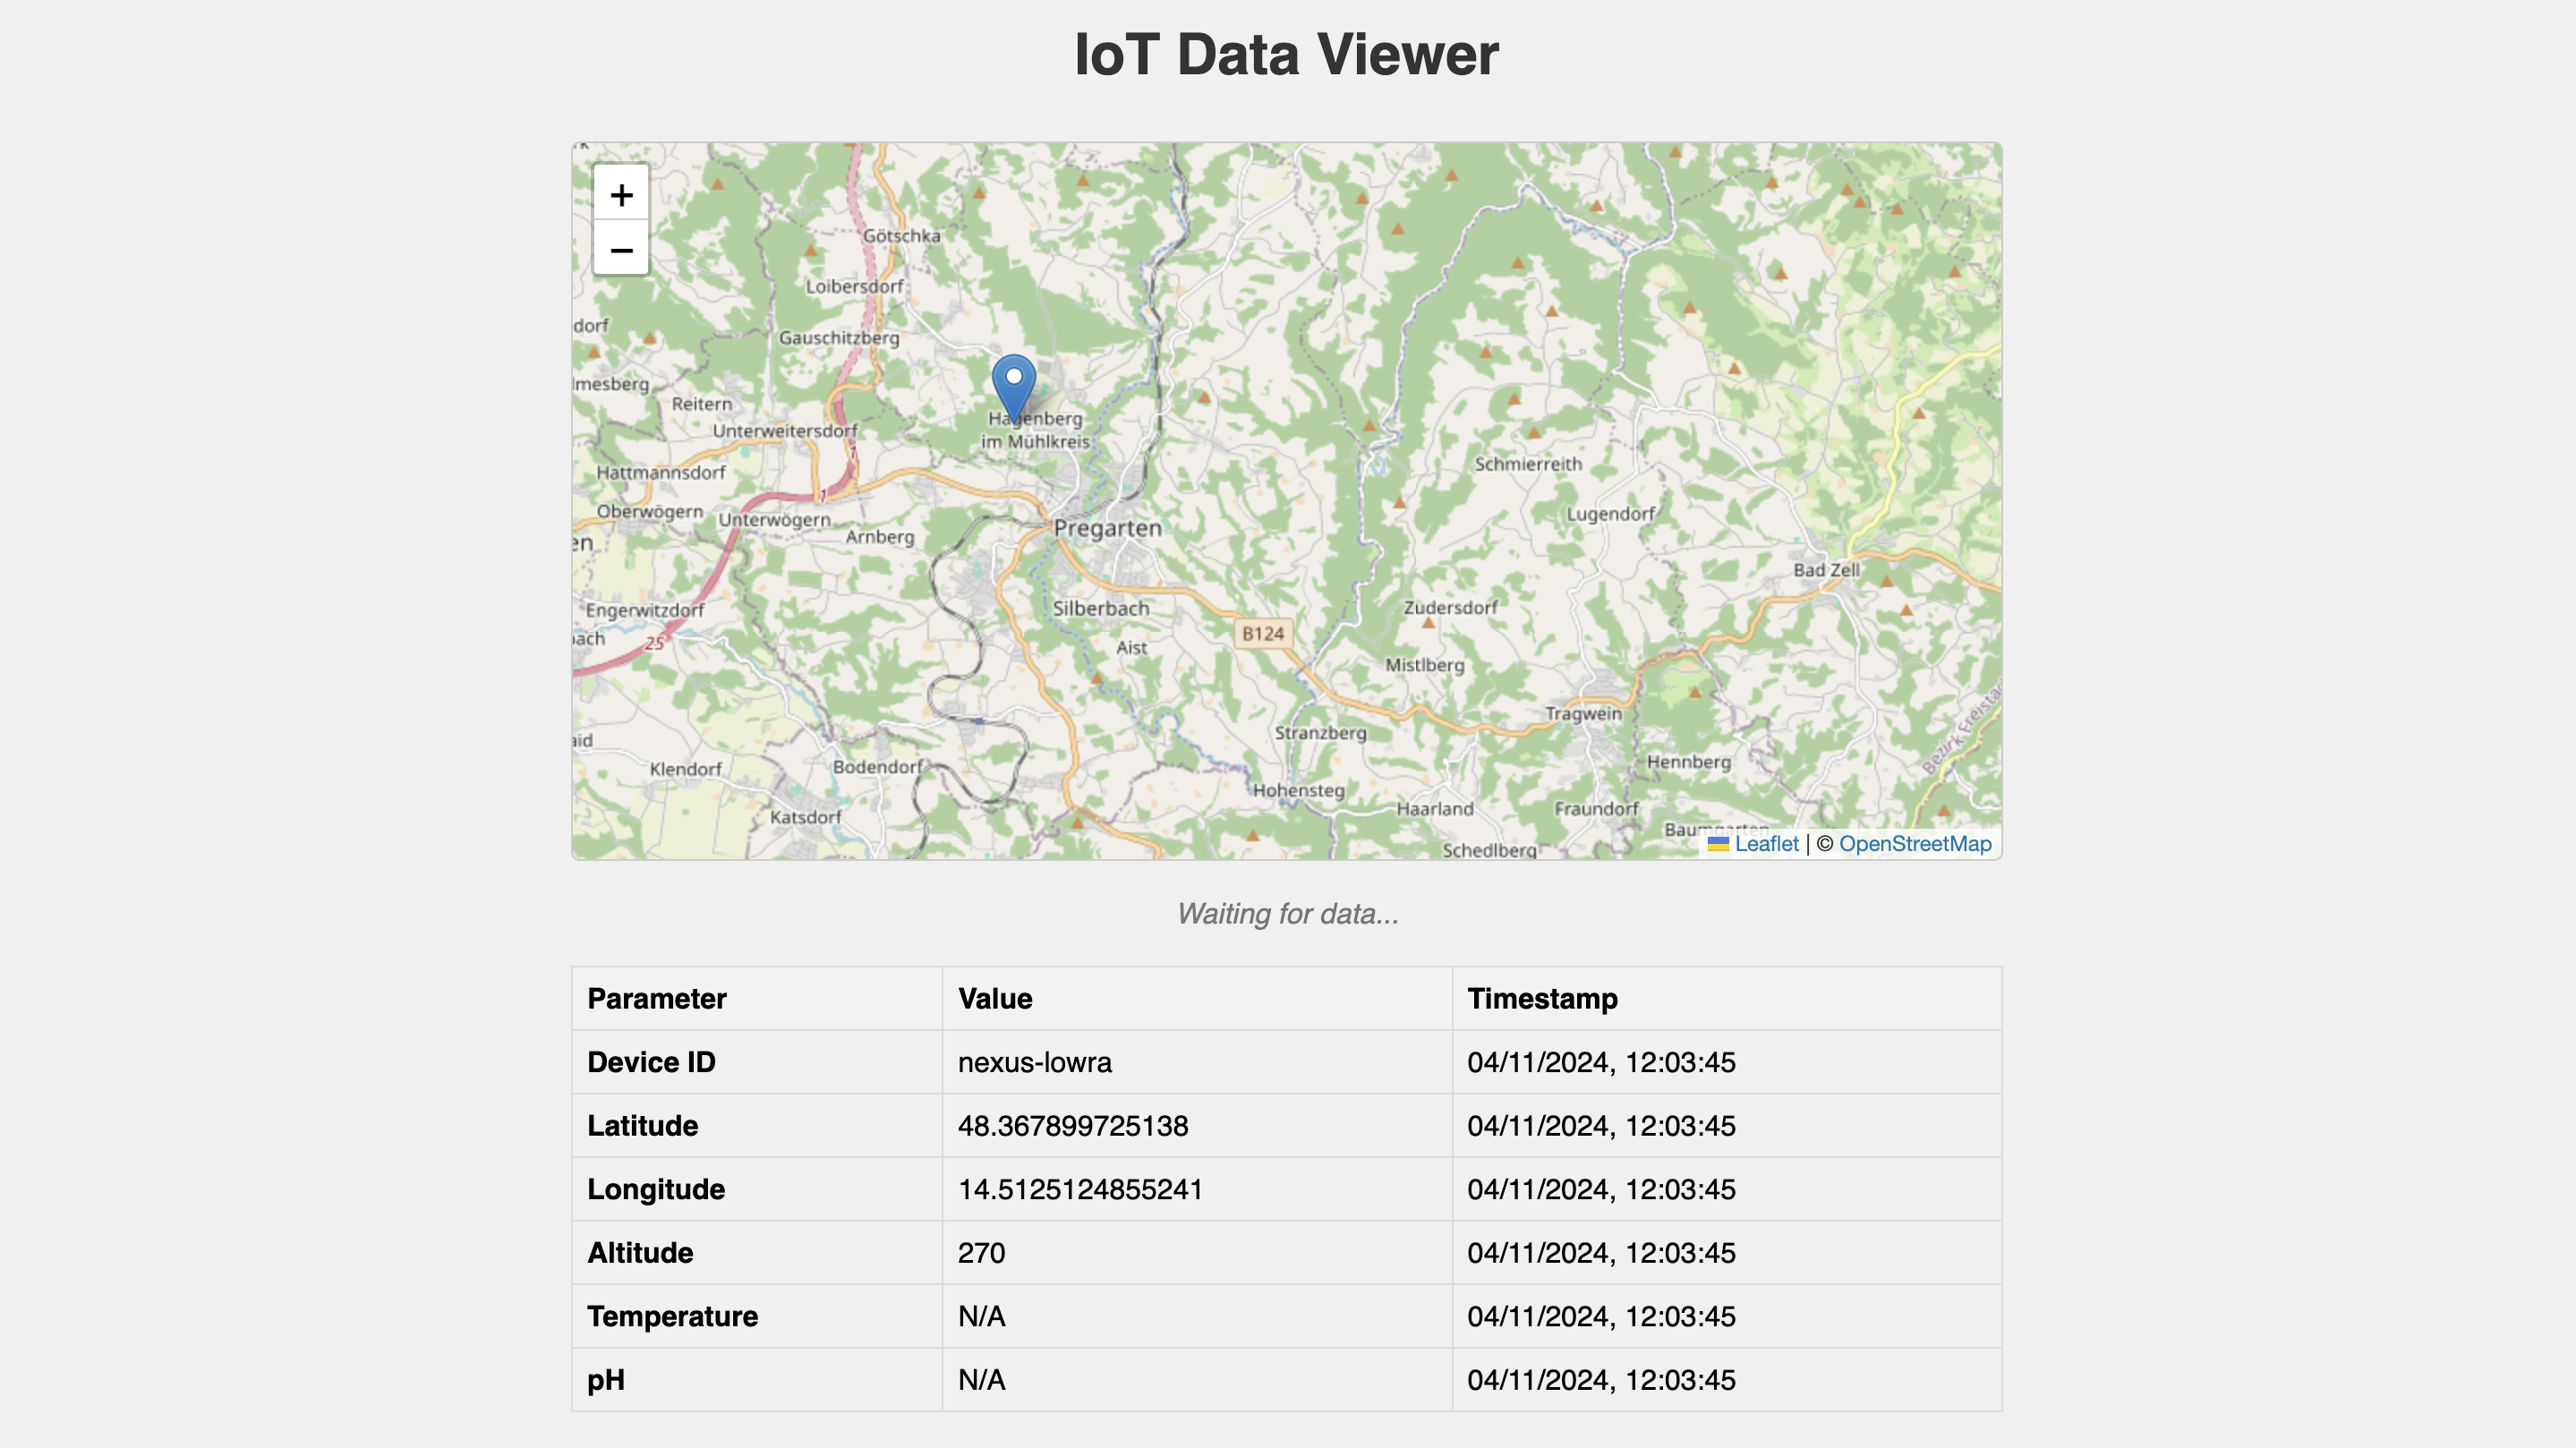 IoT Data Viewer
+
−
Götschka
Loibersdorf
dorf
Gauschitzberg
lmesberg
Reitern
Hagenberg
im Mühlkreis
Unterweitersdorf
1
Schmierreith
Hattmannsdorf
1
Oberwögern
Unterwögern
Lugendorf
Pregarten
Arnberg
en
Bad Zell
Engerwitzdorf
Silberbach
Zudersdorf
B124
ach
25
Aist
Mistlberg
Tragwein
Stranzberg
aid
Bezirk Freistad
Klendorf
Bodendorf
Hennberg
Hohensteg
Haarland
Fraundorf
Katsdorf
Baumgarten
Schedlberg
Leaflet | © OpenStreetMap
Waiting for data...
Parameter Value Timestamp
Device ID nexus-lowra 04/11/2024, 12:03:45
Latitude 48.367899725138 04/11/2024, 12:03:45
Longitude 14.5125124855241 04/11/2024, 12:03:45
Altitude 270 04/11/2024, 12:03:45
Temperature N/A 04/11/2024, 12:03:45
pH N/A 04/11/2024, 12:03:45